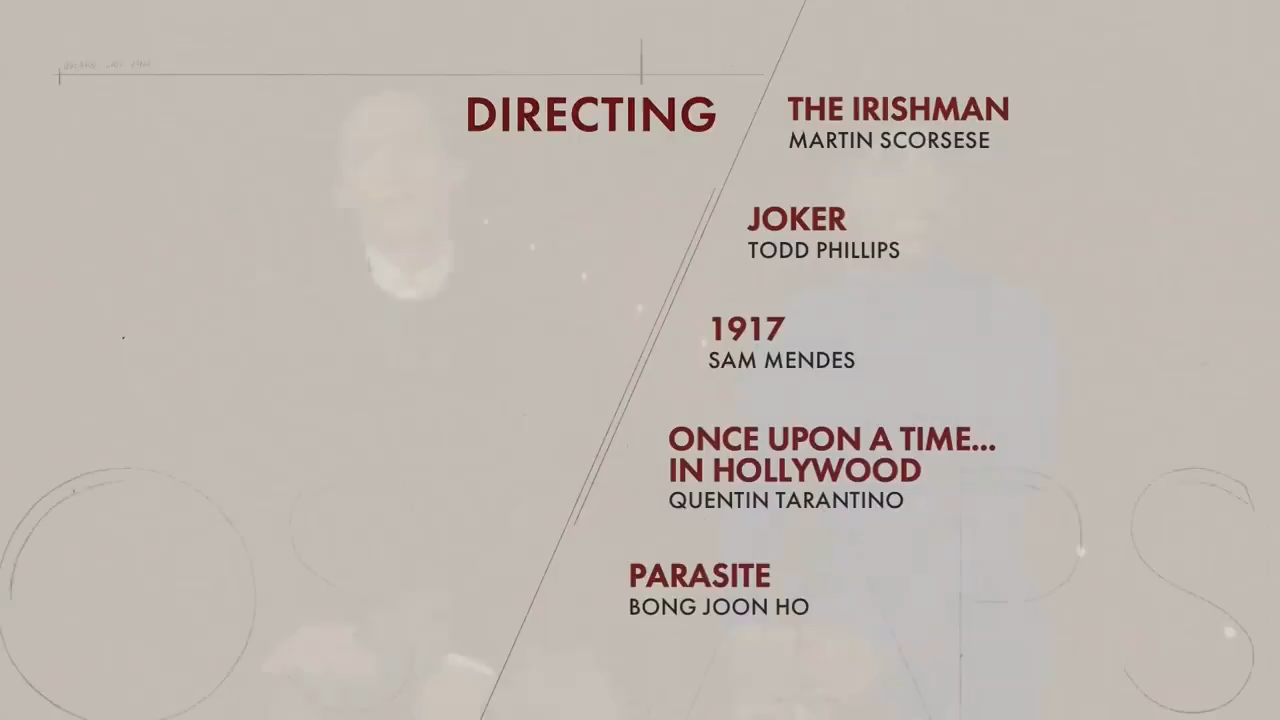 DIRECTING
THE IRISHMAN
MARTIN SCORSESE
JOKER
TODD PHILLIPS
1917
SAM MENDES
ONCE UPON A TIME...
IN HOLLYWOOD
QUENTIN TARANTINO
PARASITE
BONG JOON HO